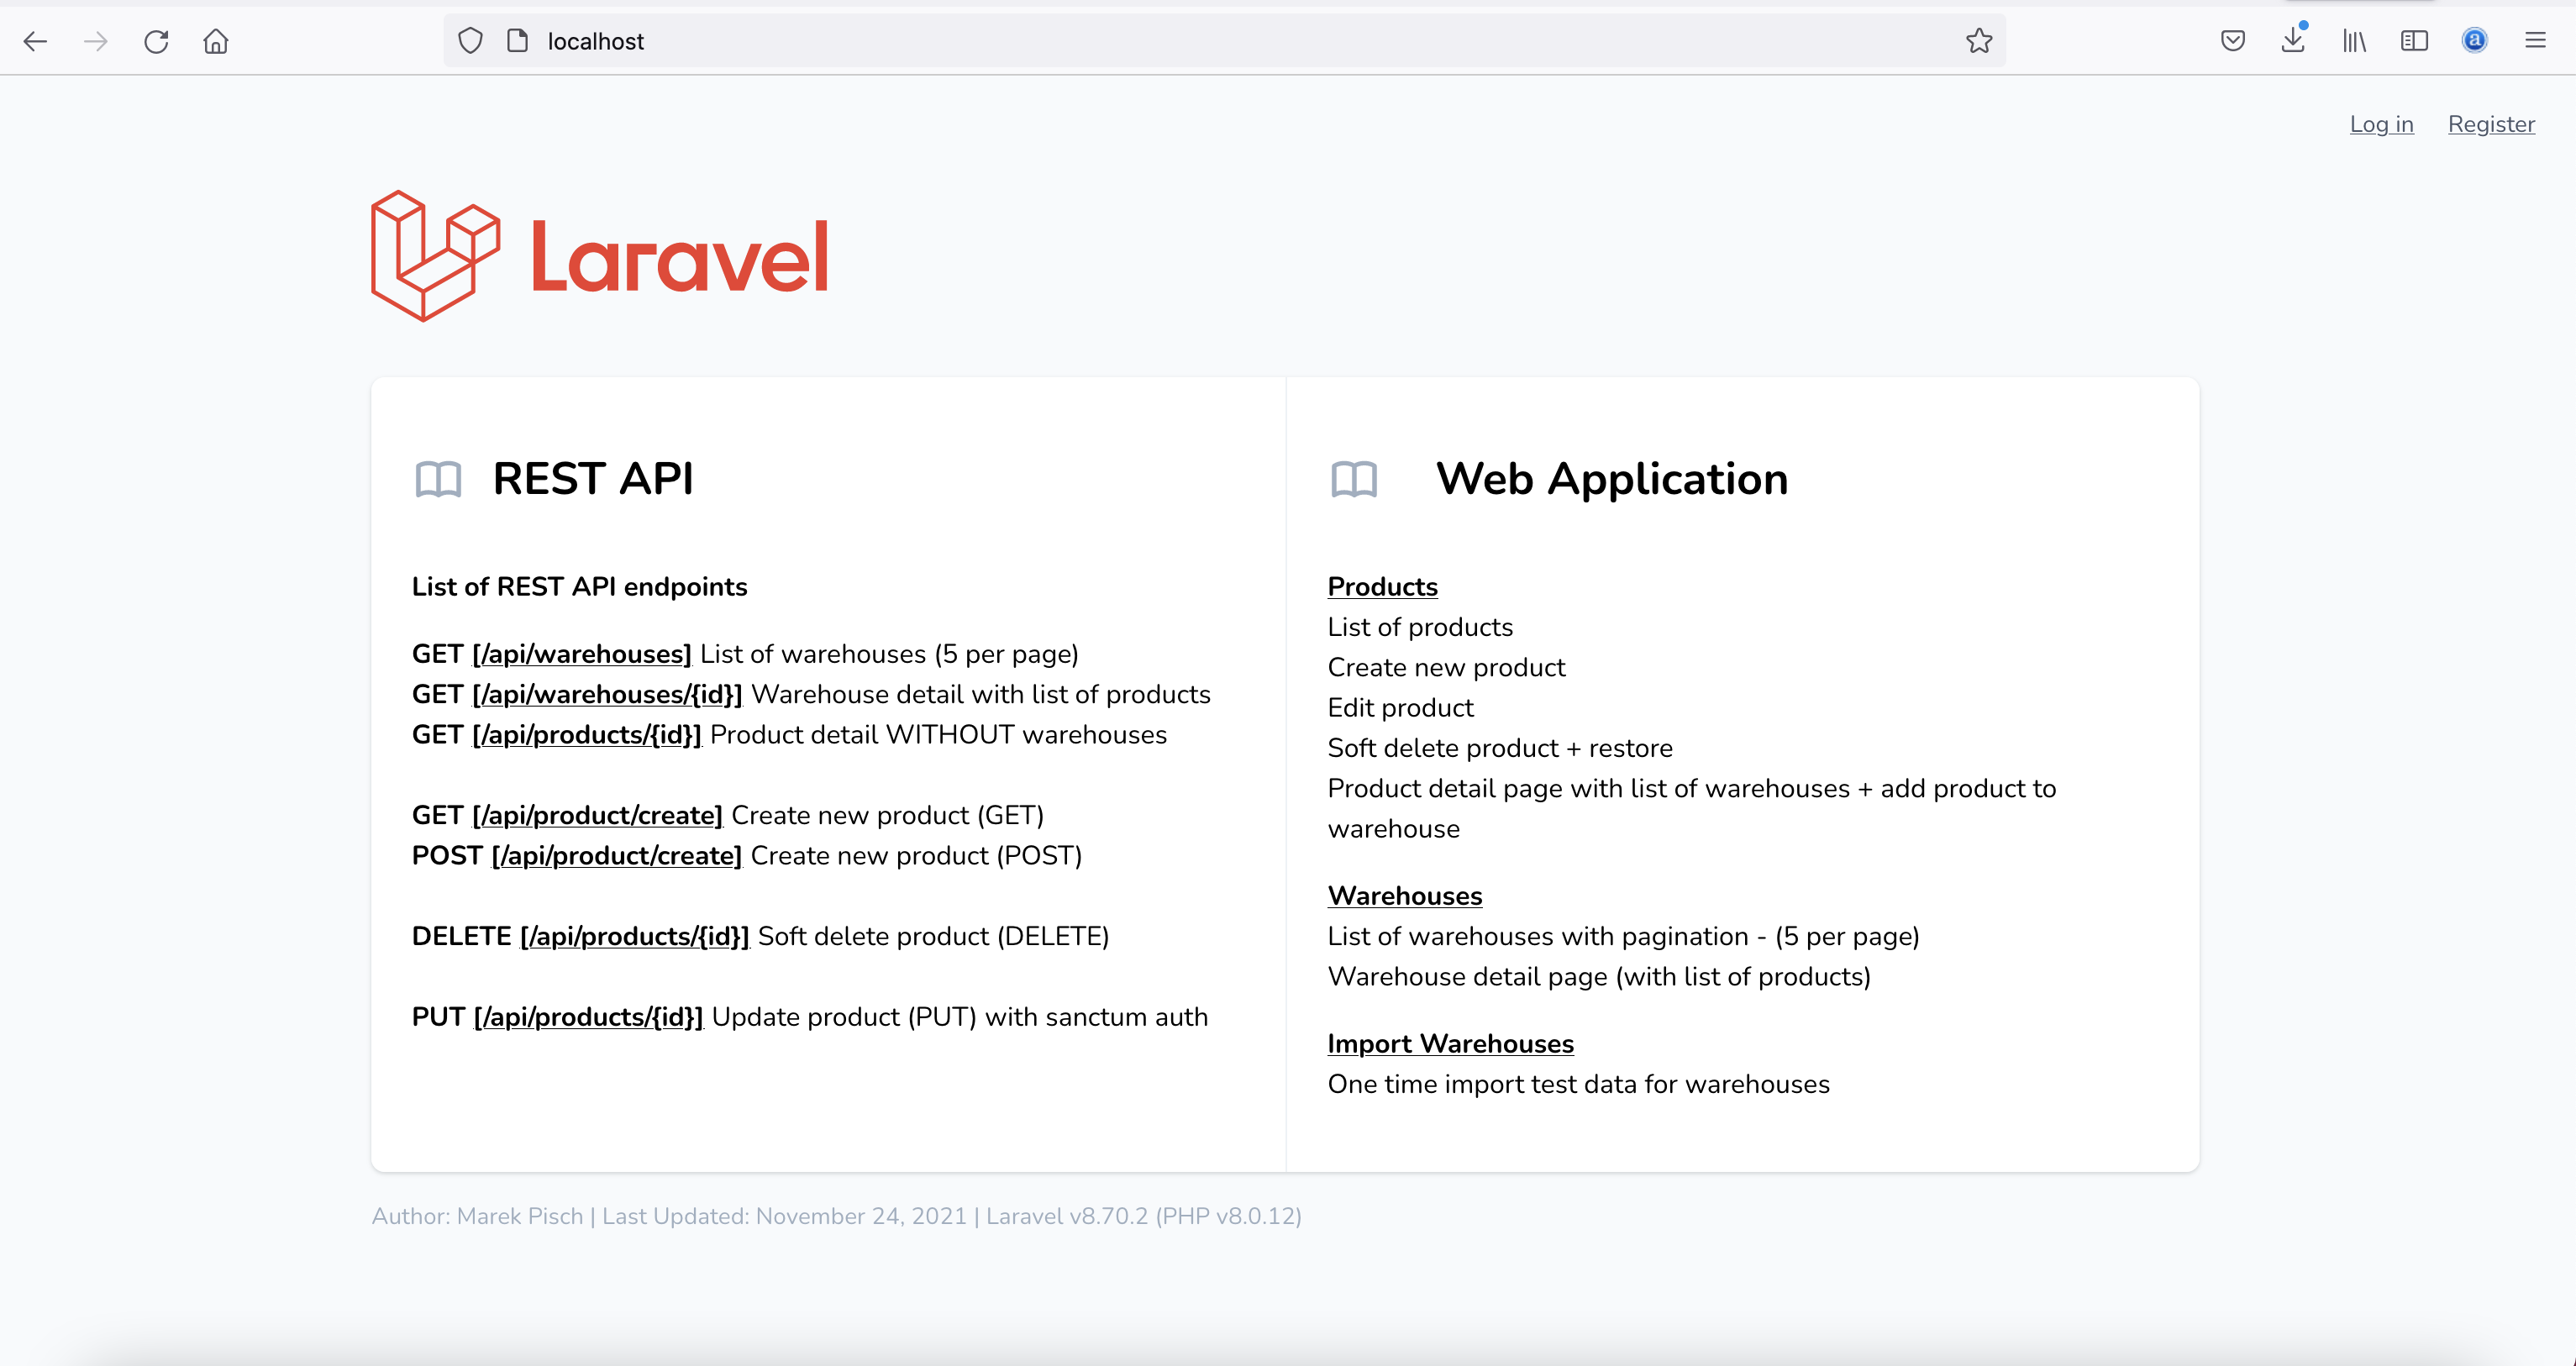 localhost
a
Log in Register
Laravel
REST API
List of REST API endpoints
GET [/api/warehouses] List of warehouses (5 per page)
GET [/api/warehouses/{id}] Warehouse detail with list of products
GET [/api/products/{id}] Product detail WITHOUT warehouses
GET [/api/product/create] Create new product (GET)
POST [/api/product/create] Create new product (POST)
DELETE [/api/products/{id}] Soft delete product (DELETE)
PUT [/api/products/{id}] Update product (PUT) with sanctum auth
Web Application
Products
List of products
Create new product
Edit product
Soft delete product + restore
Product detail page with list of warehouses + add product to
warehouse
Warehouses
List of warehouses with pagination - (5 per page)
Warehouse detail page (with list of products)
Import Warehouses
One time import test data for warehouses
Author: Marek Pisch | Last Updated: November 24, 2021 | Laravel v8.70.2 (PHP v8.0.12)